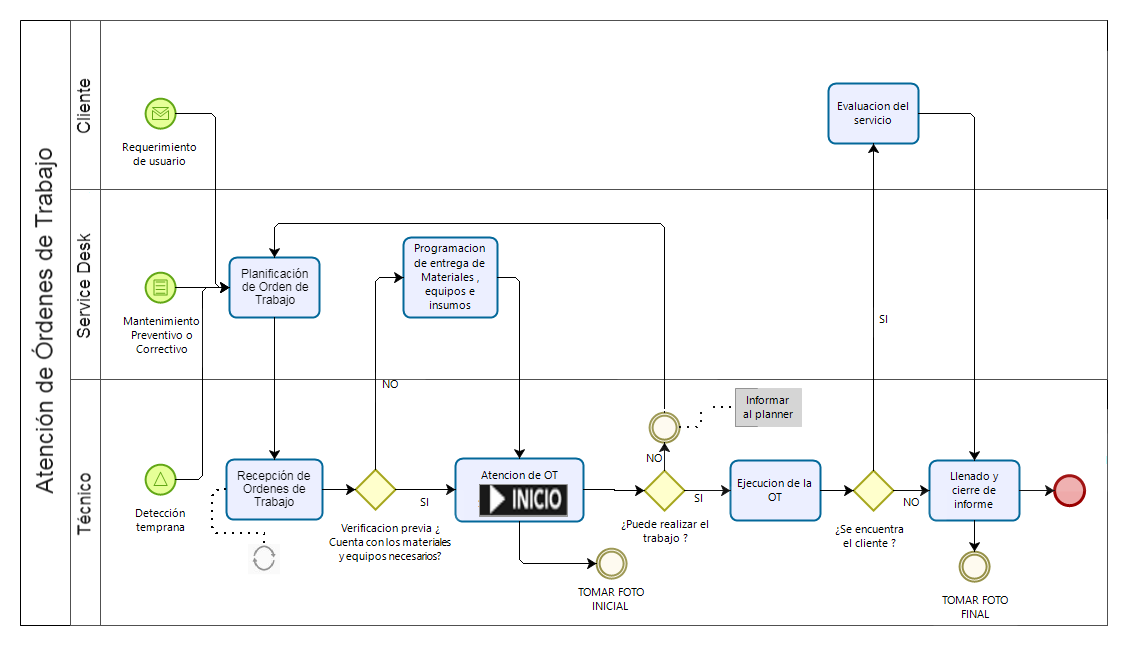 Atención de Órdenes de Trabajo
Cliente
Requerimiento
de usuario
Evaluacion del
servicio
Service Desk
Mantenimiento
Preventivo o
Correctivo
Planificación
de Orden de
Trabajo
Programacion
de entrega de
Materiales ,
equipos e
insumos
SI
NO
Técnico
Detección
temprana
Recepción de
Ordenes de
Trabajo
Verificacion previa ¿
Cuenta con los materiales
y equipos necesarios?
SI
Atencion de OT
INICIO
TOMAR FOTO
INICIAL
Informar
al planner
NO
¿Puede realizar el
trabajo ?
SI
Ejecucion de la
OT
¿Se encuentra
el cliente ?
NO
Llenado y
cierre de
informe
TOMAR FOTO
FINAL